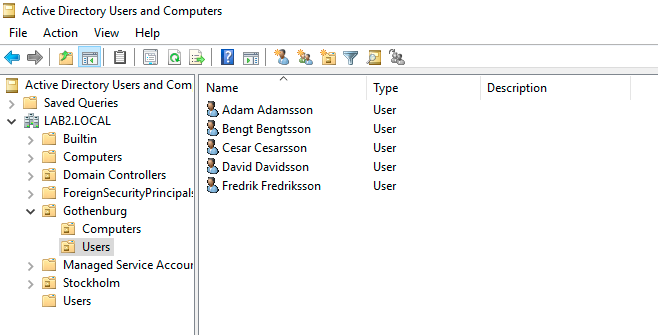 Active Directory Users and Computers
File Action View Help
Active Directory Users and Com
Saved Queries
LAB2.LOCAL
Builtin
Computers
Domain Controllers
ForeignSecurityPrincipals
Gothenburg
Computers
Users
Managed Service Accoun
Stockholm
Users
Name Type Description
Adam Adamsson User
Bengt Bengtsson User
Cesar Cesarsson User
David Davidsson User
Fredrik Fredriksson User